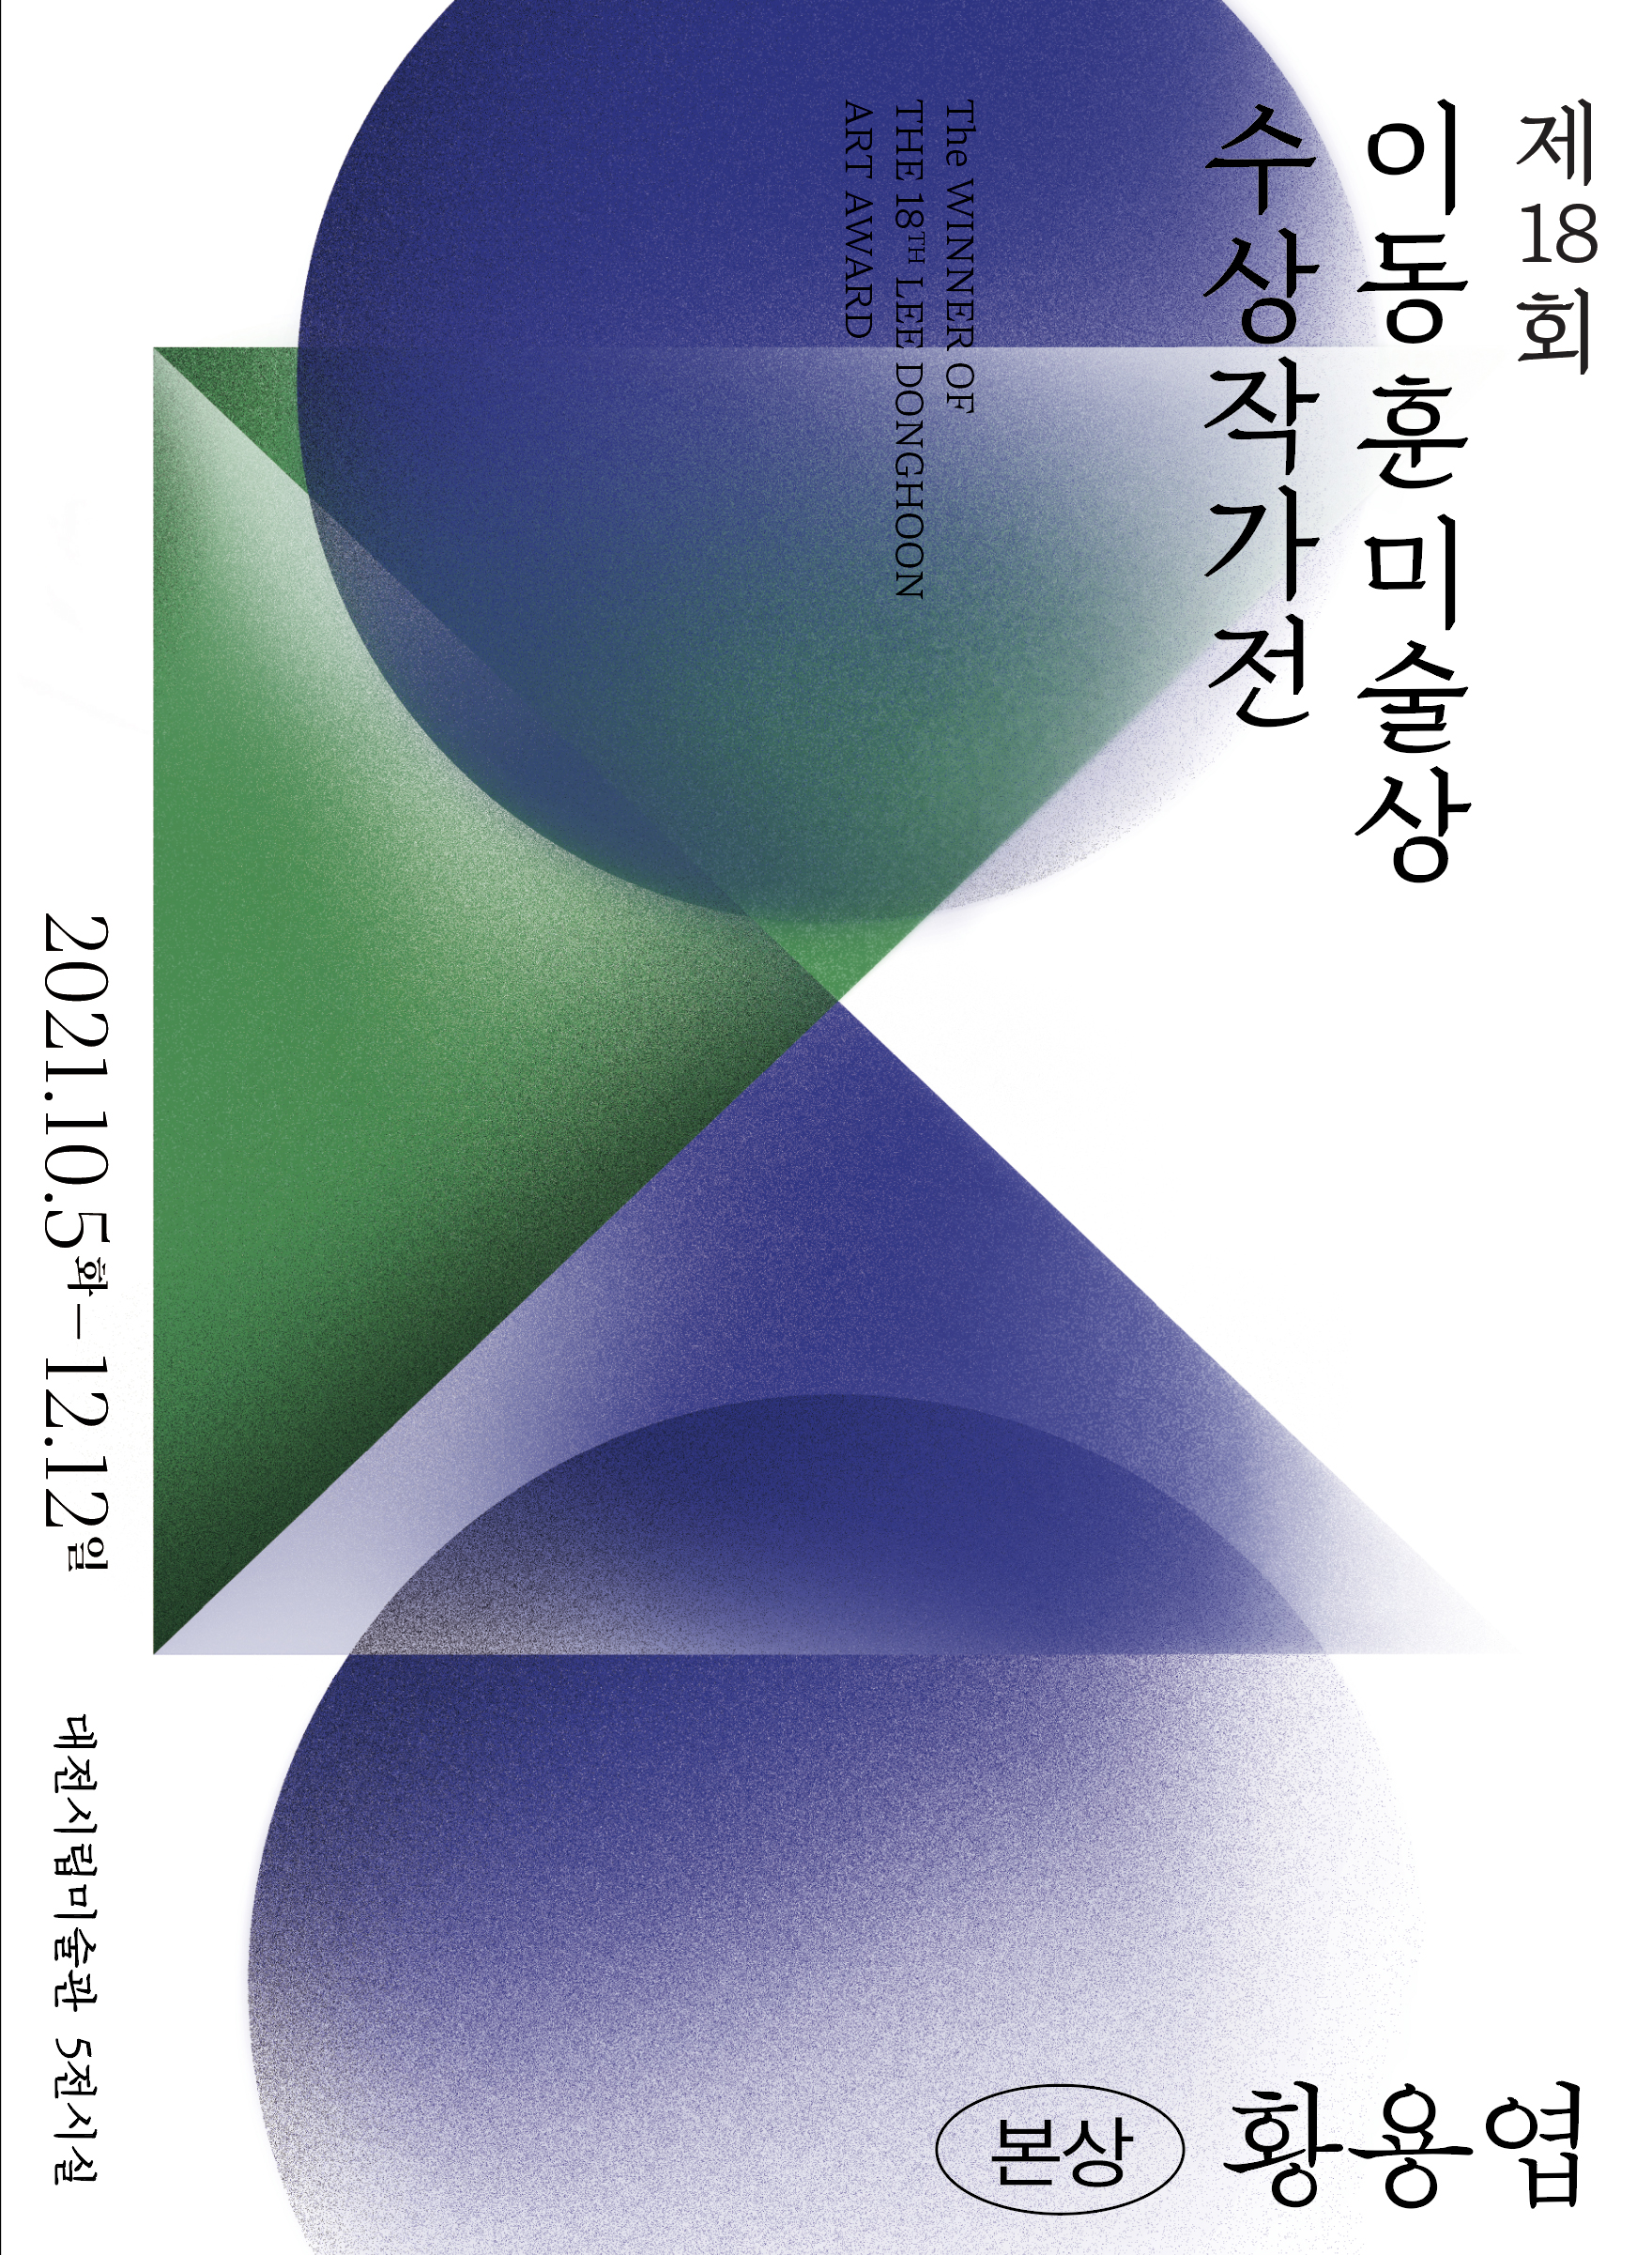 제18회
이동훈미술상
수상작가전
The WINNER OF
THE 18TH LEE DONGHOON
ART AWARD
2021.10.5화–12.12일
대전시립미술관 5전시실
본상 황용엽